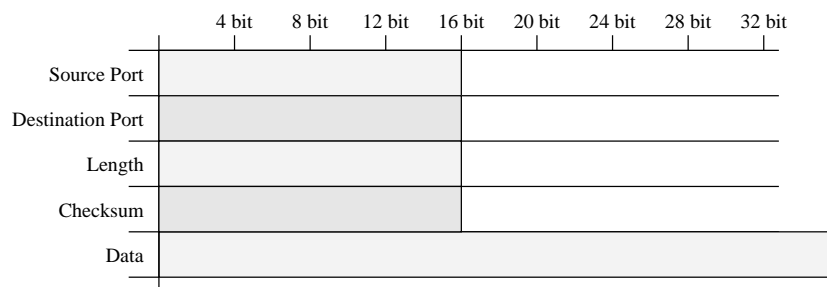 4 bit 8 bit 12 bit 16 bit 20 bit 24 bit 28 bit 32 bit
Source Port
Destination Port
Length
Checksum
Data